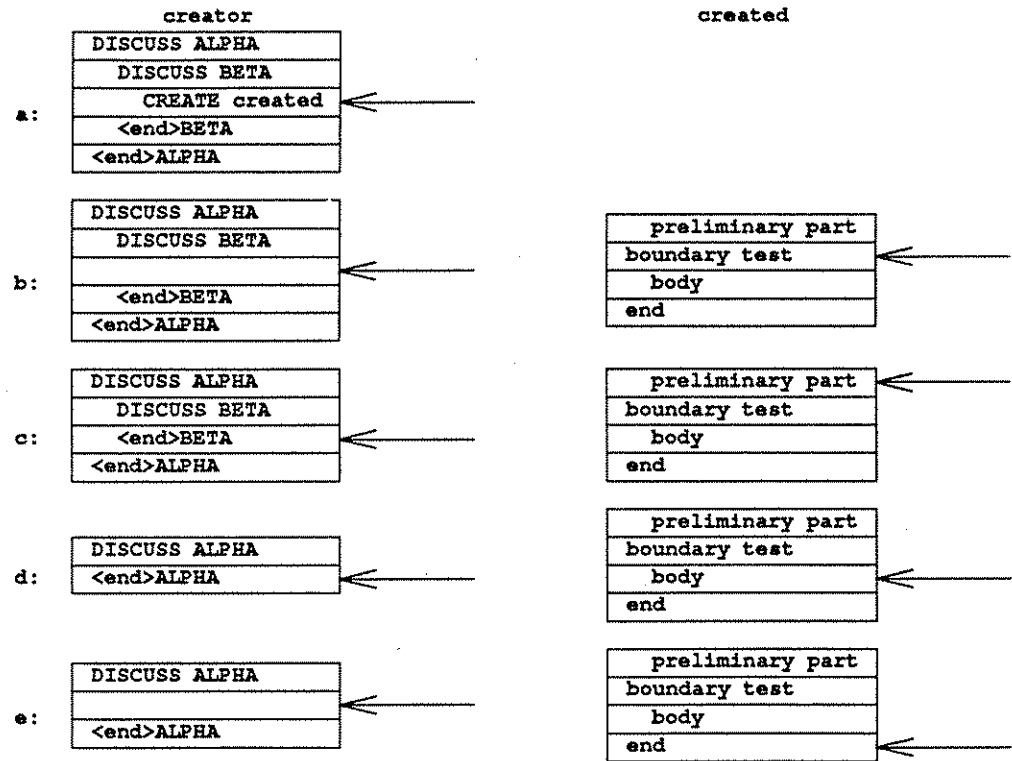 creator created
DISCUSS ALPHA
DISCUSS BETA
CREATE created
a:
<end>BETA
<end>ALPHA
DISCUSS ALPHA
DISCUSS BETA
b:
<end>BETA
<end>ALPHA
preliminary part
boundary test
body
end
DISCUSS ALPHA
DISCUSS BETA
c:
<end>BETA
<end>ALPHA
preliminary part
boundary test
body
end
DISCUSS ALPHA
d:
<end>ALPHA
preliminary part
boundary test
body
end
DISCUSS ALPHA
e:
<end>ALPHA
preliminary part
boundary test
body
end